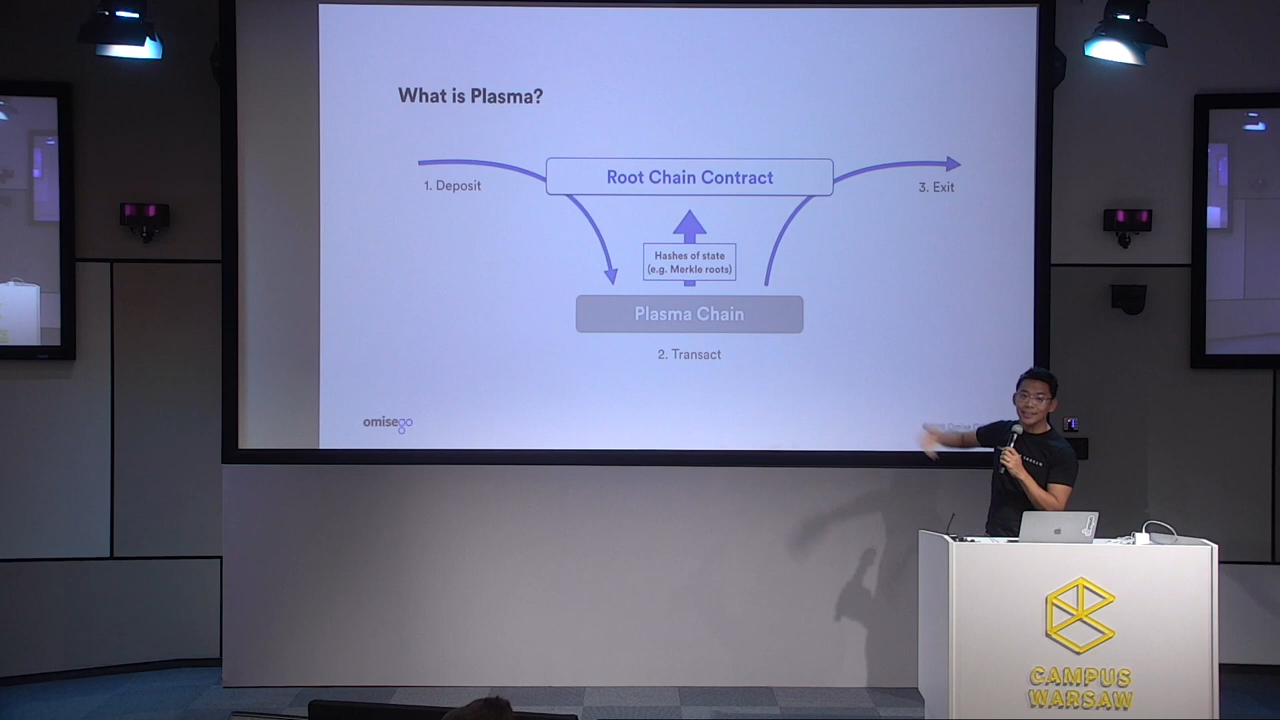 What is Plasma?
Root Chain Contract
1. Deposit
3. Exit
Hashes of state
(e.g. Merkle roots)
Plasma Chain
2. Transact
omisego
CAMPUS
WARSAW